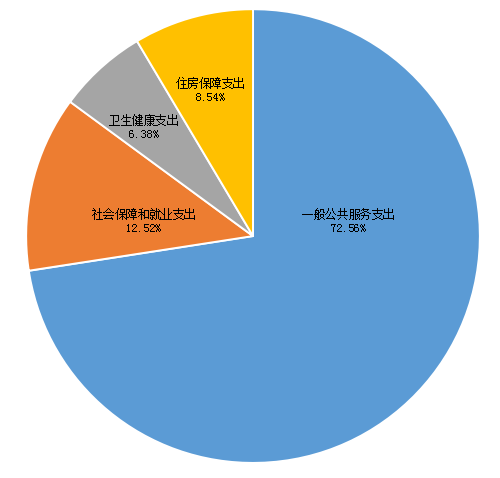 住房保障支出
8.54%
卫生健康支出
6.38%
社会保障和就业支出
12.52%
一般公共服务支出
72.56%